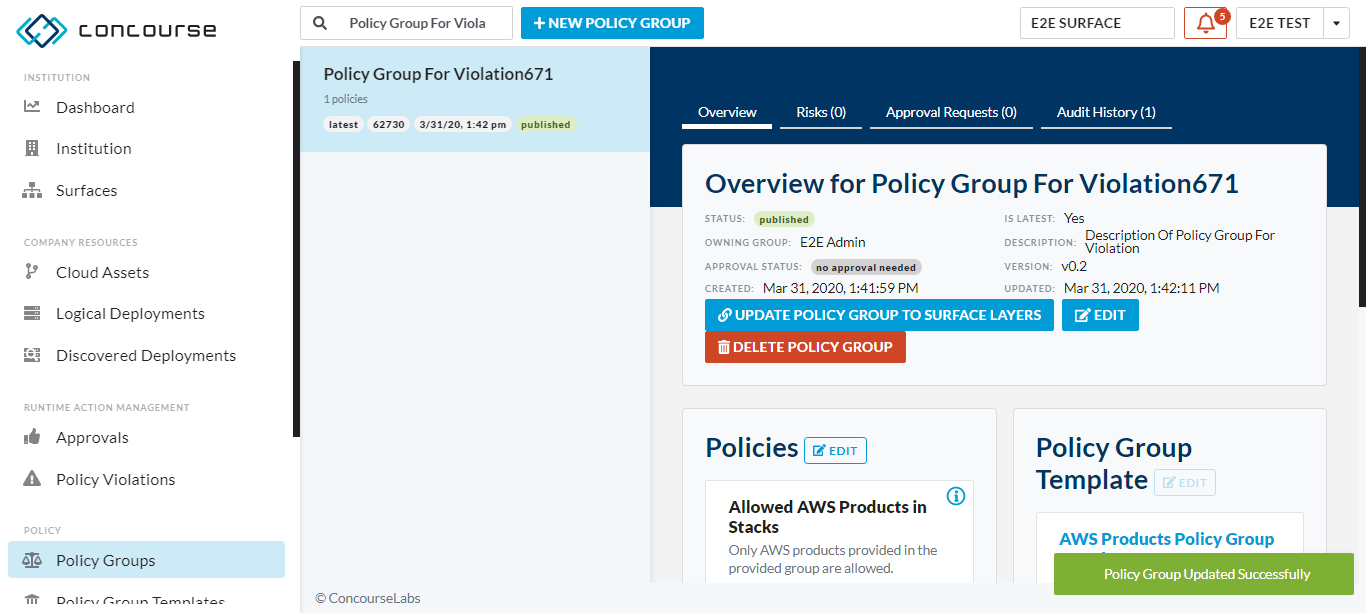 concourse
INSTITUTION
Dashboard
Institution
Surfaces
COMPANY RESOURCES
Cloud Assets
Logical Deployments
Discovered Deployments
RUNTIME ACTION MANAGEMENT
Approvals
Policy Violations
POLICY
Policy Groups
Policy Group Templates
Policy Group For Viola
+ NEW POLICY GROUP
E2E SURFACE
5
E2E TEST
Policy Group For Violation671
1 policies
latest 62730 3/31/20, 1:42 pm published
Overview Risks (0) Approval Requests (0) Audit History (1)
Overview for Policy Group For Violation671
STATUS: published
IS LATEST: Yes
OWNING GROUP: E2E Admin
DESCRIPTION: Description Of Policy Group For
Violation
APPROVAL STATUS: no approval needed
VERSION: v0.2
CREATED: Mar 31, 2020, 1:41:59 PM
UPDATED: Mar 31, 2020, 1:42:11 PM
UPDATE POLICY GROUP TO SURFACE LAYERS
EDIT
DELETE POLICY GROUP
Policies EDIT
Allowed AWS Products in
Stacks
Only AWS products provided in the
provided group are allowed.
Policy Group
Template EDIT
AWS Products Policy Group
Policy Group Updated Successfully
© ConcourseLabs